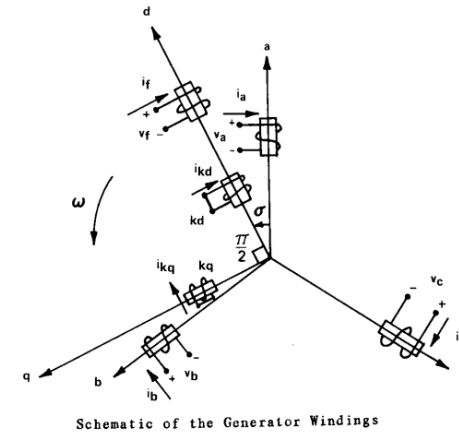 d
a
i_f
i_a
+
v_f -
v_a
+
-
i_kd
kd
σ
ω
π/2
i_kq
kq
-
v_c
+
i
q
b
-
v_b
+
i_b
Schematic of the Generator Windings